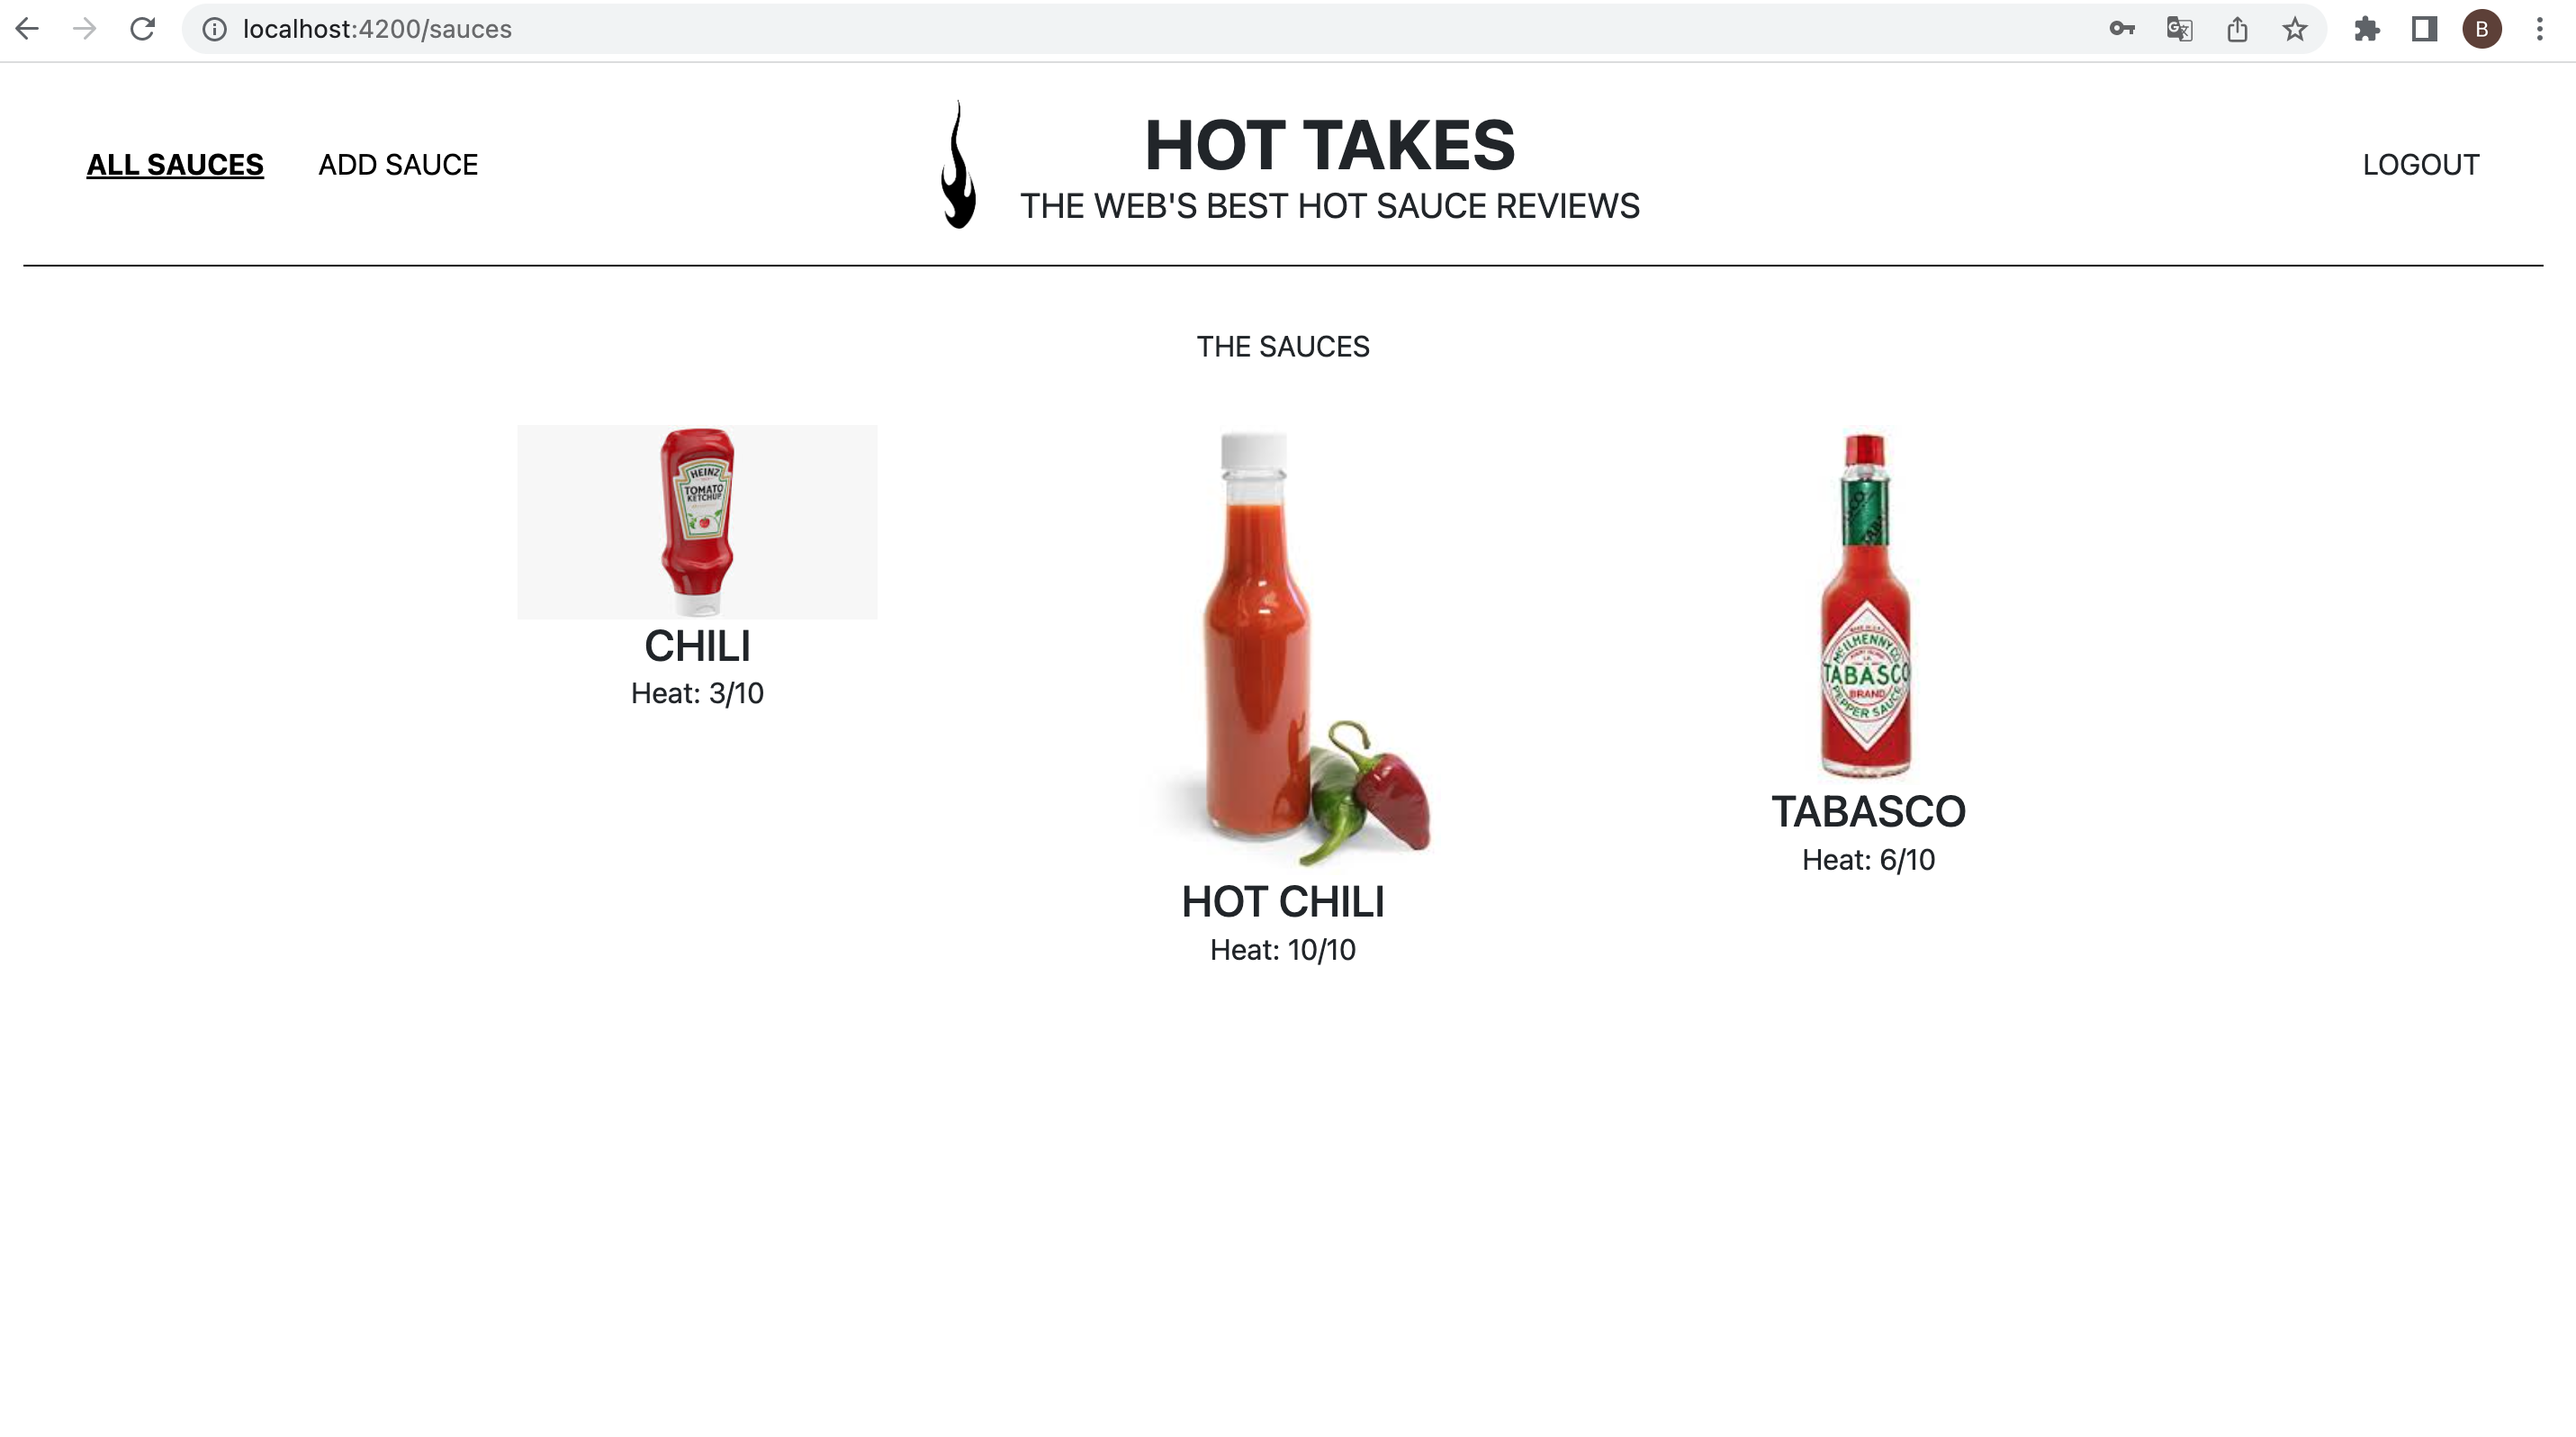 localhost:4200/sauces
B
ALL SAUCES
ADD SAUCE
HOT TAKES
THE WEB'S BEST HOT SAUCE REVIEWS
LOGOUT
THE SAUCES
HEINZ
TOMATO
KETCHUP
CHILI
Heat: 3/10
HOT CHILI
Heat: 10/10
McILHENNY CO.
TABASCO
BRAND
PEPPER SAUCE
TABASCO
Heat: 6/10